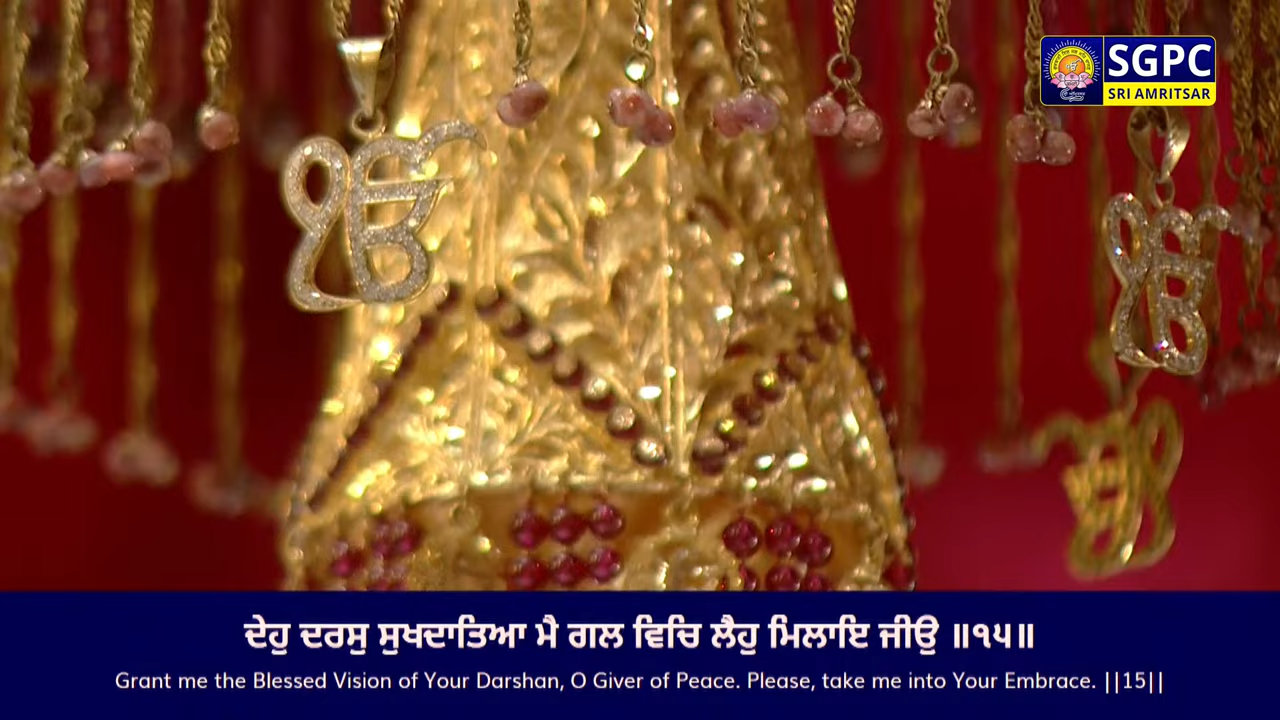 SGPC
SRI AMRITSAR
ੴ
ੴ
ਦੇਹੁ ਦਰਸੁ ਸੁਖਦਾਤਿਆ ਮੈ ਗਲ ਵਿਚਿ ਲੈਹੁ ਮਿਲਾਇ ਜੀਉ ॥੧੫॥
Grant me the Blessed Vision of Your Darshan, O Giver of Peace. Please, take me into Your Embrace. ||15||